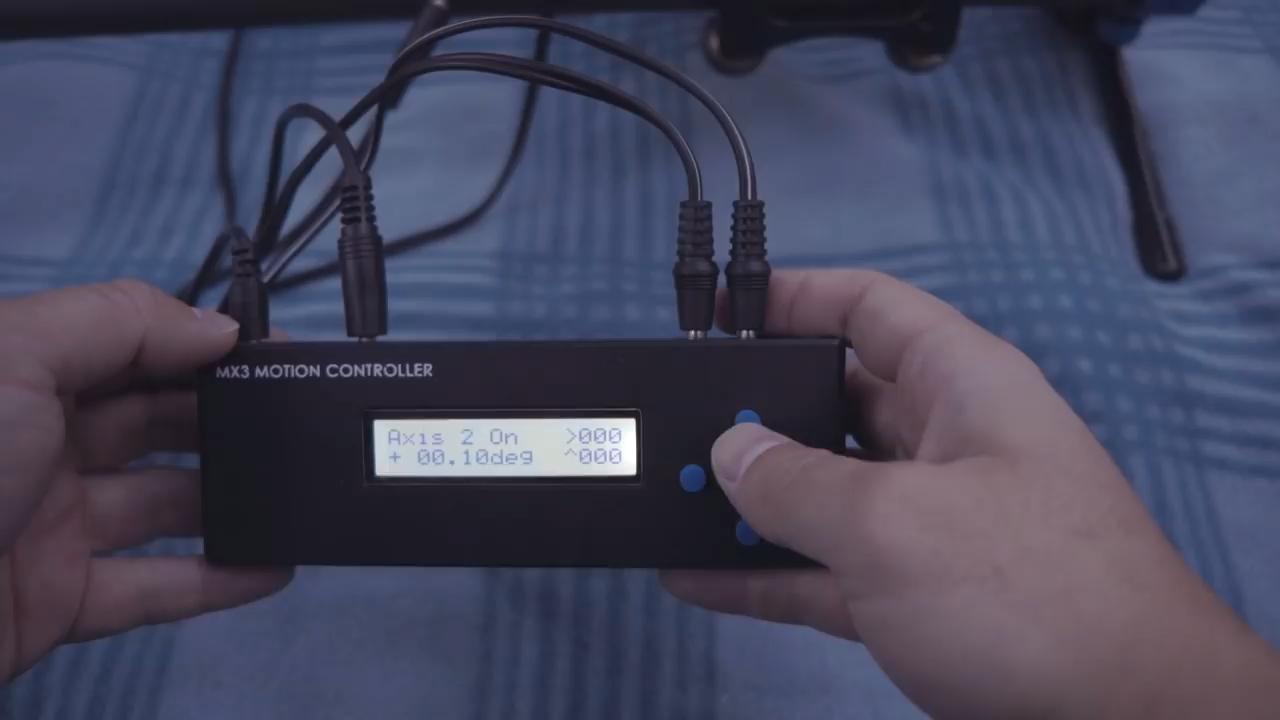 MX3 MOTION CONTROLLER
Axis 2 On >000
+ 00.10deg ^000